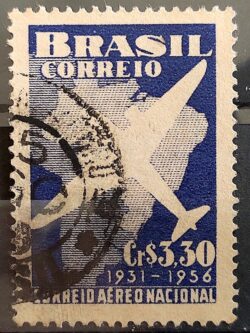 BRASIL
CORREIO
Cr$3,30
1931-1956
CORREIO AÉREO NACIONAL